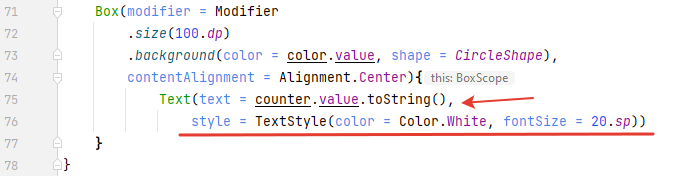 71 Box(modifier = Modifier
72 .size(100.dp)
73 .background(color = color.value, shape = CircleShape),
74 contentAlignment = Alignment.Center){ this: BoxScope
75 Text(text = counter.value.toString(),
76 style = TextStyle(color = Color.White, fontSize = 20.sp))
77 }
78 }